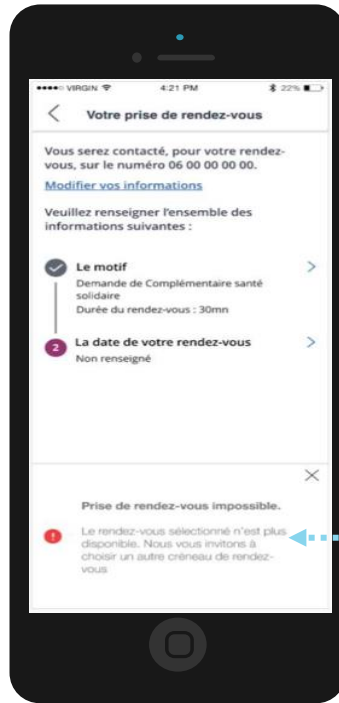 VIRGIN 4:21 PM 22%
Votre prise de rendez-vous
Vous serez contacté, pour votre rendez-
vous, sur le numéro 06 00 00 00 00.
Modifier vos informations
Veuillez renseigner l'ensemble des
informations suivantes :
Le motif
Demande de Complémentaire santé
solidaire
Durée du rendez-vous : 30mn
2 La date de votre rendez-vous
Non renseigné
Prise de rendez-vous impossible.
Le rendez-vous sélectionné n'est plus
disponible. Nous vous invitons à
choisir un autre créneau de rendez-
vous